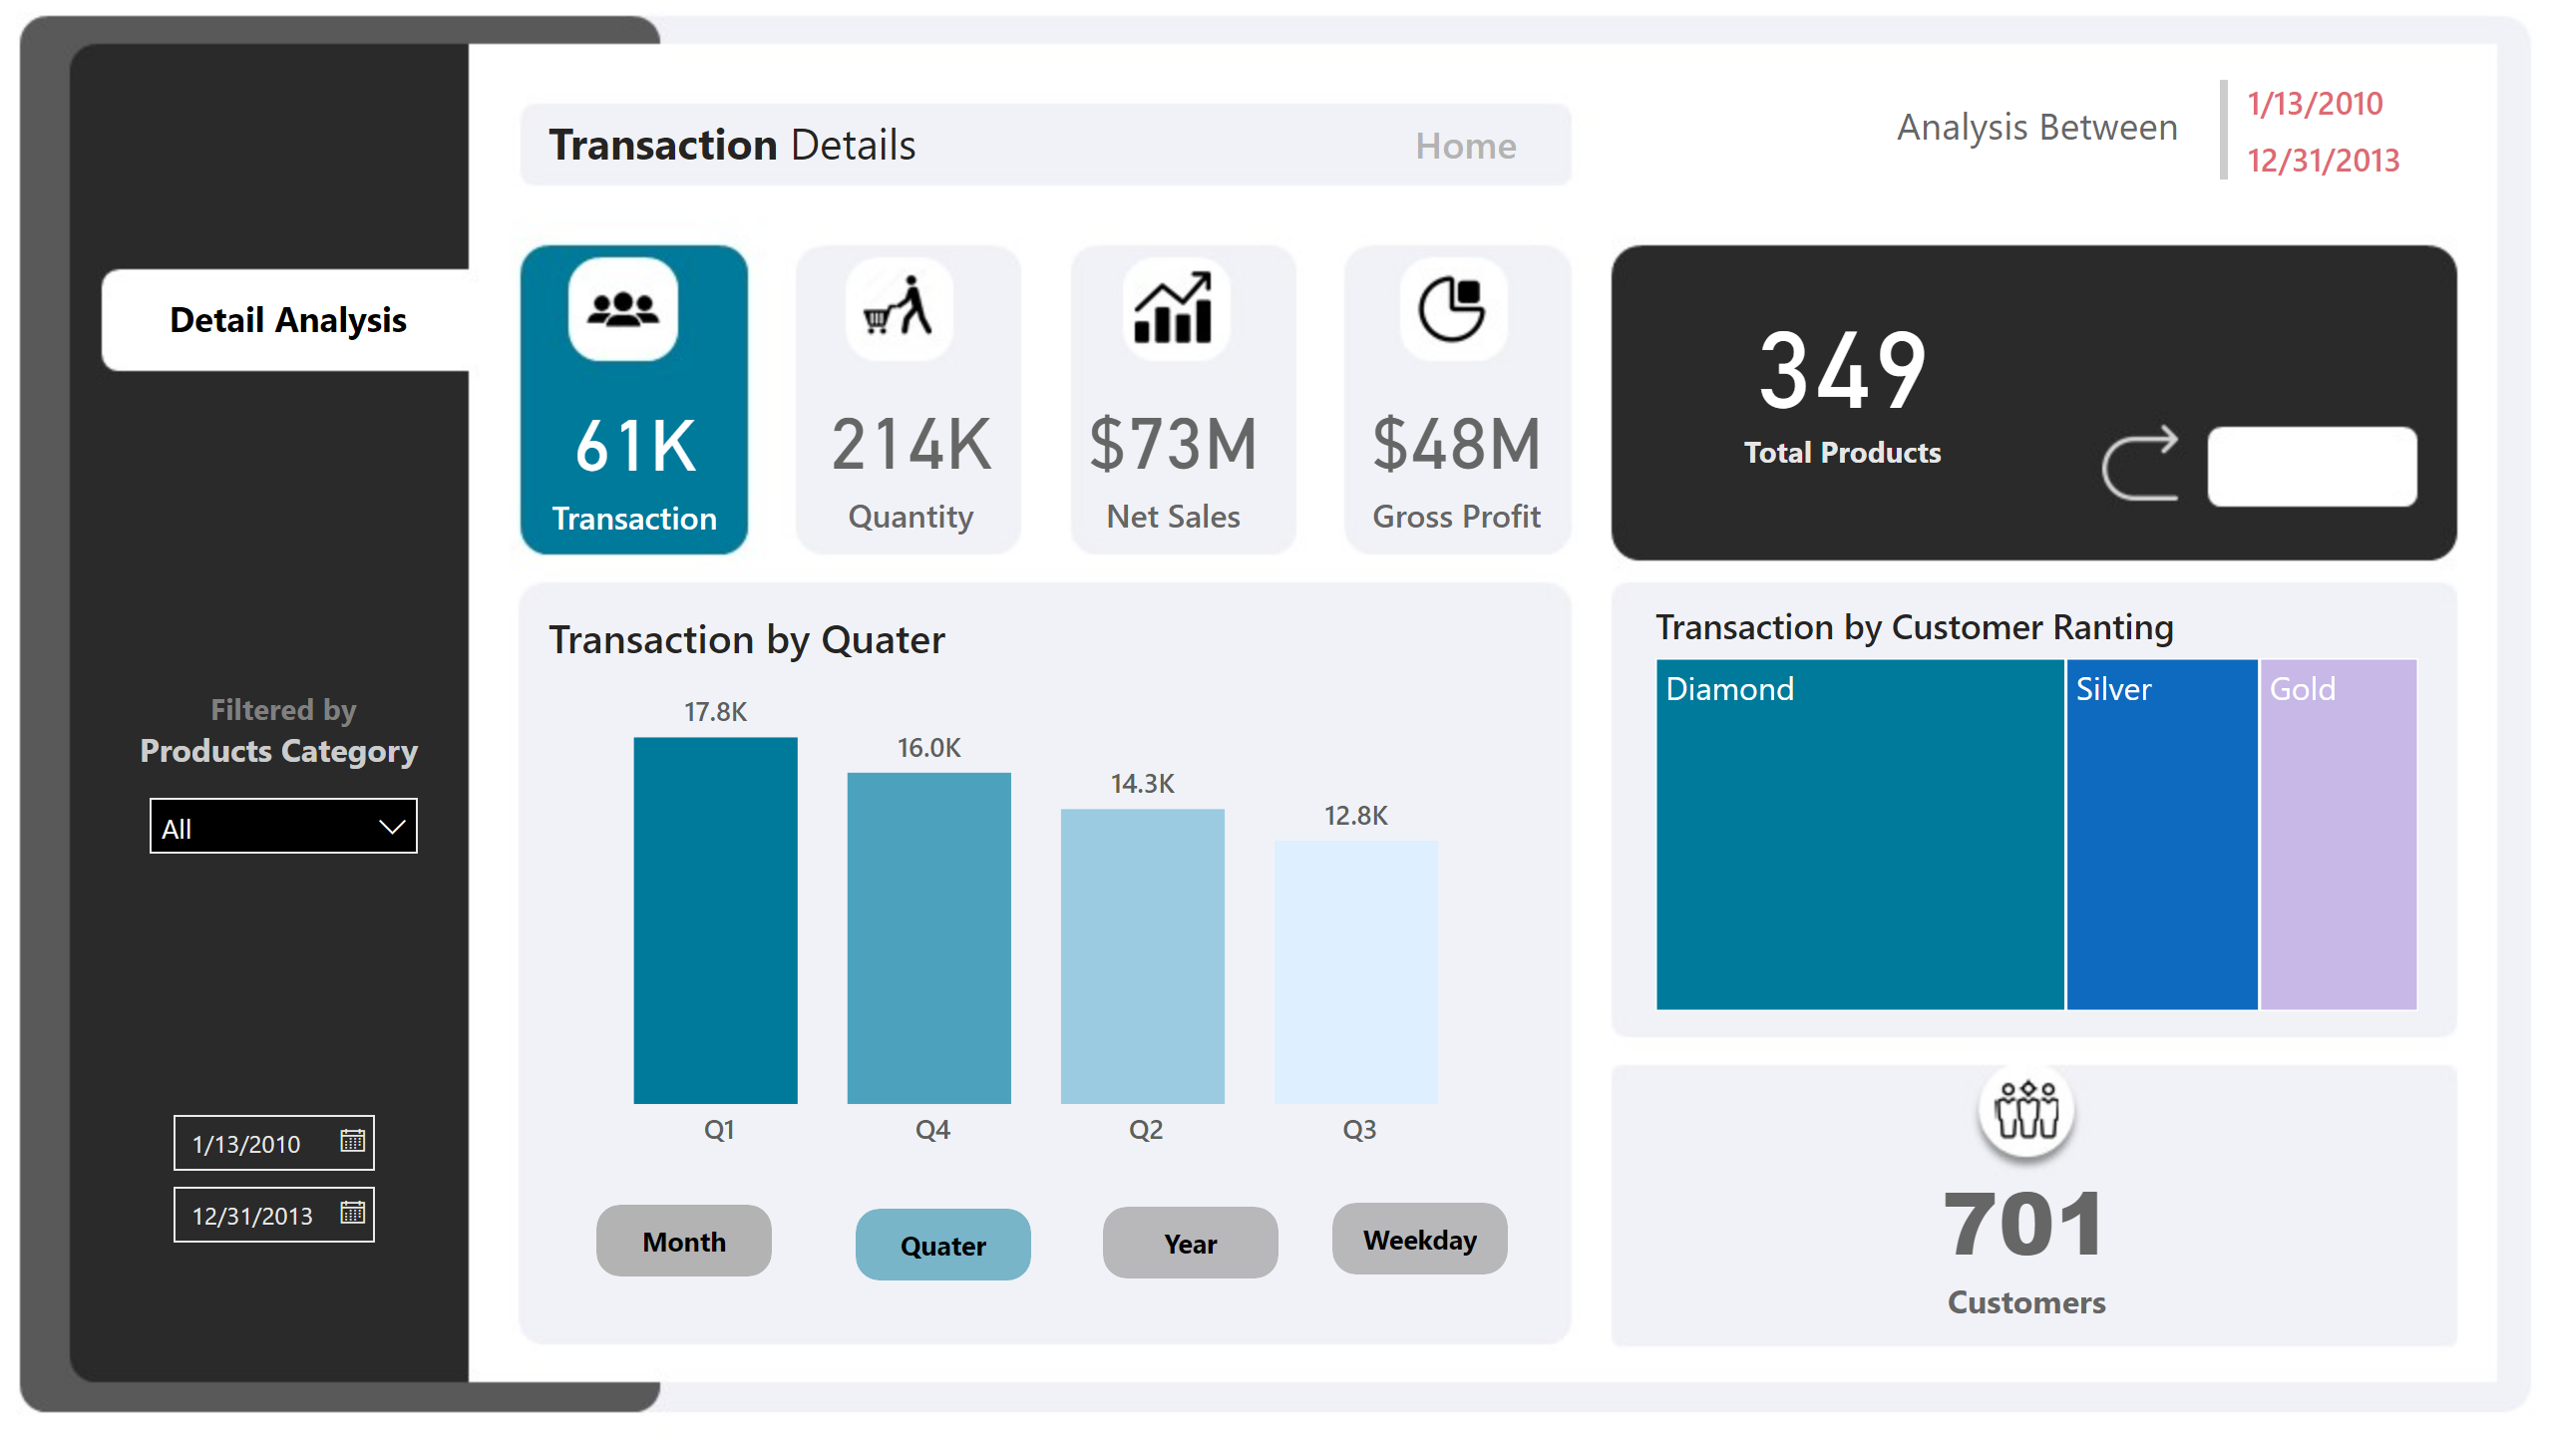 Transaction Details
Home
Analysis Between
1/13/2010
12/31/2013
Detail Analysis
61K
Transaction
214K
Quantity
$73M
Net Sales
$48M
Gross Profit
349
Total Products
Filtered by
Products Category
All
1/13/2010
12/31/2013
Transaction by Quater
17.8K
16.0K
14.3K
12.8K
Q1
Q4
Q2
Q3
Month
Quater
Year
Weekday
Transaction by Customer Ranting
Diamond
Silver
Gold
701
Customers